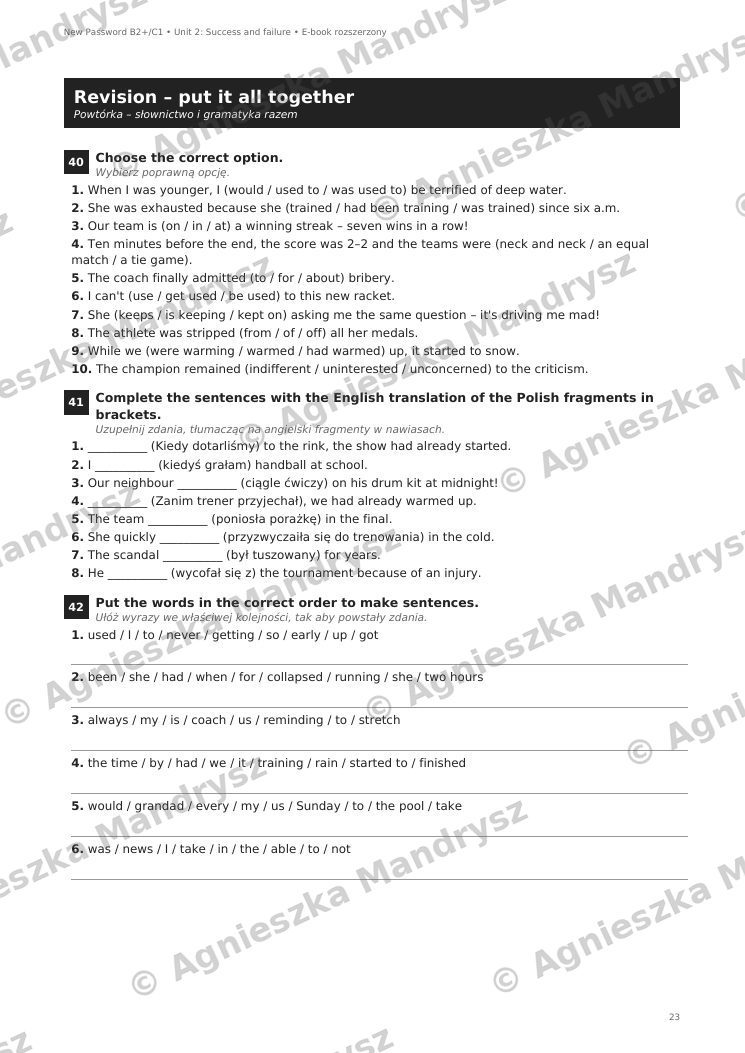 New Password B2+/C1 • Unit 2: Success and failure • E-book rozszerzony
Revision – put it all together
Powtórka – słownictwo i gramatyka razem
40 Choose the correct option.
Wybierz poprawną opcję.
1. When I was younger, I (would / used to / was used to) be terrified of deep water.
2. She was exhausted because she (trained / had been training / was trained) since six a.m.
3. Our team is (on / in / at) a winning streak – seven wins in a row!
4. Ten minutes before the end, the score was 2–2 and the teams were (neck and neck / an equal
match / a tie game).
5. The coach finally admitted (to / for / about) bribery.
6. I can't (use / get used / be used) to this new racket.
7. She (keeps / is keeping / kept on) asking me the same question – it's driving me mad!
8. The athlete was stripped (from / of / off) all her medals.
9. While we (were warming / warmed / had warmed) up, it started to snow.
10. The champion remained (indifferent / uninterested / unconcerned) to the criticism.
41 Complete the sentences with the English translation of the Polish fragments in
brackets.
Uzupełnij zdania, tłumacząc na angielski fragmenty w nawiasach.
1. __________ (Kiedy dotarliśmy) to the rink, the show had already started.
2. I __________ (kiedyś grałam) handball at school.
3. Our neighbour __________ (ciągle ćwiczy) on his drum kit at midnight!
4. __________ (Zanim trener przyjechał), we had already warmed up.
5. The team __________ (poniosła porażkę) in the final.
6. She quickly __________ (przyzwyczaiła się do trenowania) in the cold.
7. The scandal __________ (był tuszowany) for years.
8. He __________ (wycofał się z) the tournament because of an injury.
42 Put the words in the correct order to make sentences.
Ułóż wyrazy we właściwej kolejności, tak aby powstały zdania.
1. used / I / to / never / getting / so / early / up / got
2. been / she / had / when / for / collapsed / running / she / two hours
3. always / my / is / coach / us / reminding / to / stretch
4. the time / by / had / we / it / training / rain / started to / finished
5. would / grandad / every / my / us / Sunday / to / the pool / take
6. was / news / I / take / in / the / able / to / not
23
© Agnieszka Mandrysz